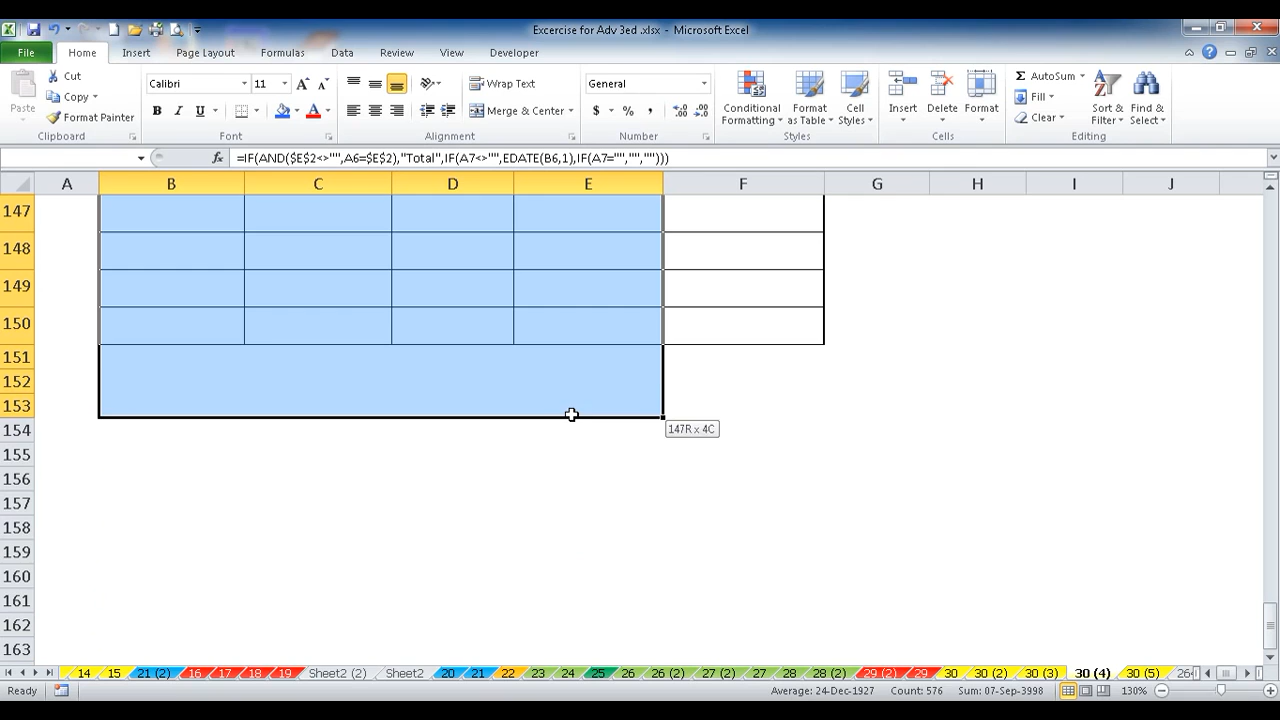 Exercise for Adv 3ed .xlsx - Microsoft Excel
File Home Insert Page Layout Formulas Data Review View Developer
Paste
Cut
Copy
Format Painter
Clipboard
Calibri 11 A A
B I U A
Font
Wrap Text
Merge & Center
Alignment
General
$ % ,
Number
Conditional Formatting
Format as Table
Cell Styles
Styles
Insert
Delete
Format
Cells
Σ AutoSum
Fill
Clear
Sort & Filter
Find & Select
Editing
fx =IF(AND($E$2<>"",A6=$E$2),"Total",IF(A7<>"",EDATE(B6,1),IF(A7="","","")))
A B C D E F G H I J
147
148
149
150
151
152
153
147R x 4C
154
155
156
157
158
159
160
161
162
163
14 15 21 (2) 16 17 18 19 Sheet2 (2) Sheet2 20 21 22 23 24 25 26 26 (2) 27 28 28 (2) 29 (2) 29 30 30 (2) 30 (3) 30 (4) 30 (5)
Ready Average: 24-Dec-1927 Count: 576 Sum: 07-Sep-3998 130%